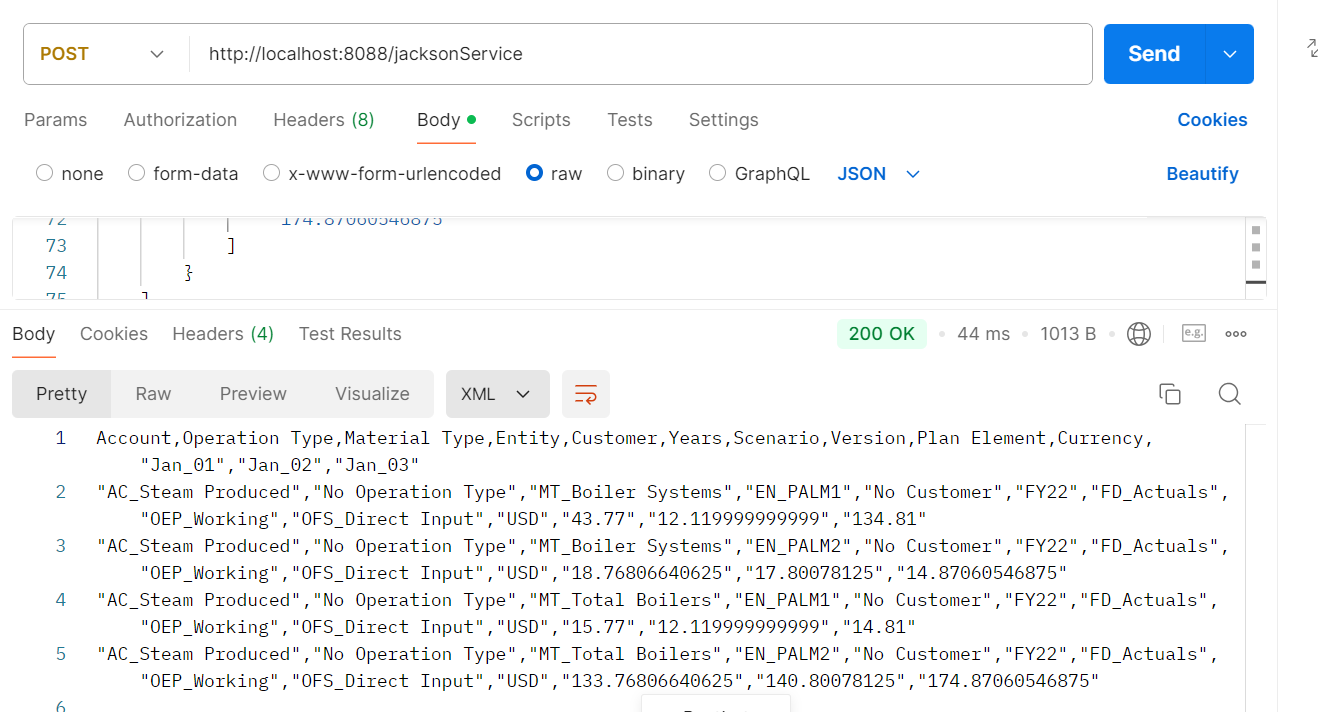 POST http://localhost:8088/jacksonService Send
Params Authorization Headers (8) Body Scripts Tests Settings Cookies
none form-data x-www-form-urlencoded raw binary GraphQL JSON Beautify
72 174.87060546875
73 ]
74 }
75 ]
Body Cookies Headers (4) Test Results 200 OK 44 ms 1013 B e.g.
Pretty Raw Preview Visualize XML
1 Account,Operation Type,Material Type,Entity,Customer,Years,Scenario,Version,Plan Element,Currency,
"Jan_01","Jan_02","Jan_03"
2 "AC_Steam Produced","No Operation Type","MT_Boiler Systems","EN_PALM1","No Customer","FY22","FD_Actuals",
"OEP_Working","OFS_Direct Input","USD","43.77","12.119999999999","134.81"
3 "AC_Steam Produced","No Operation Type","MT_Boiler Systems","EN_PALM2","No Customer","FY22","FD_Actuals",
"OEP_Working","OFS_Direct Input","USD","18.76806640625","17.80078125","14.87060546875"
4 "AC_Steam Produced","No Operation Type","MT_Total Boilers","EN_PALM1","No Customer","FY22","FD_Actuals",
"OEP_Working","OFS_Direct Input","USD","15.77","12.119999999999","14.81"
5 "AC_Steam Produced","No Operation Type","MT_Total Boilers","EN_PALM2","No Customer","FY22","FD_Actuals",
"OEP_Working","OFS_Direct Input","USD","133.76806640625","140.80078125","174.87060546875"
6